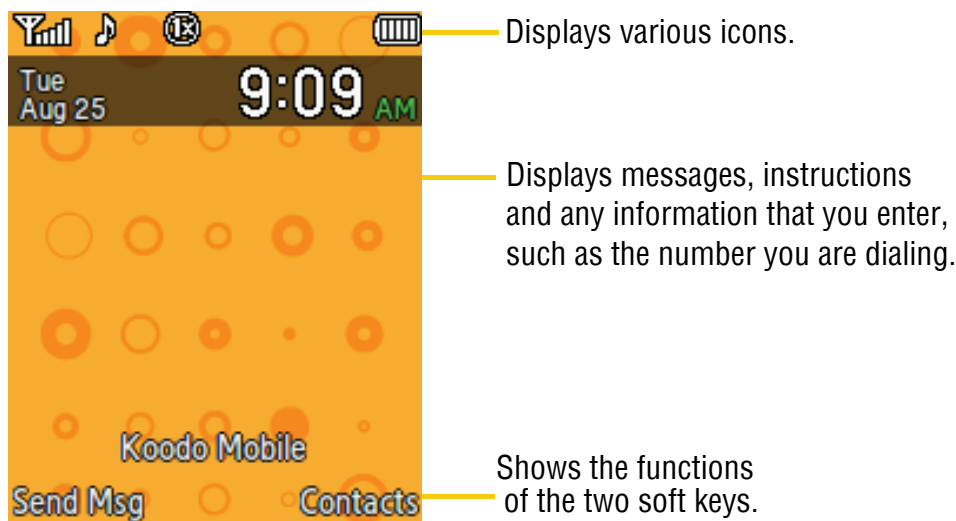 1X
Displays various icons.
Tue
Aug 25
9:09 AM
Displays messages, instructions
and any information that you enter,
such as the number you are dialing.
Koodo Mobile
Send Msg
Contacts
Shows the functions
of the two soft keys.